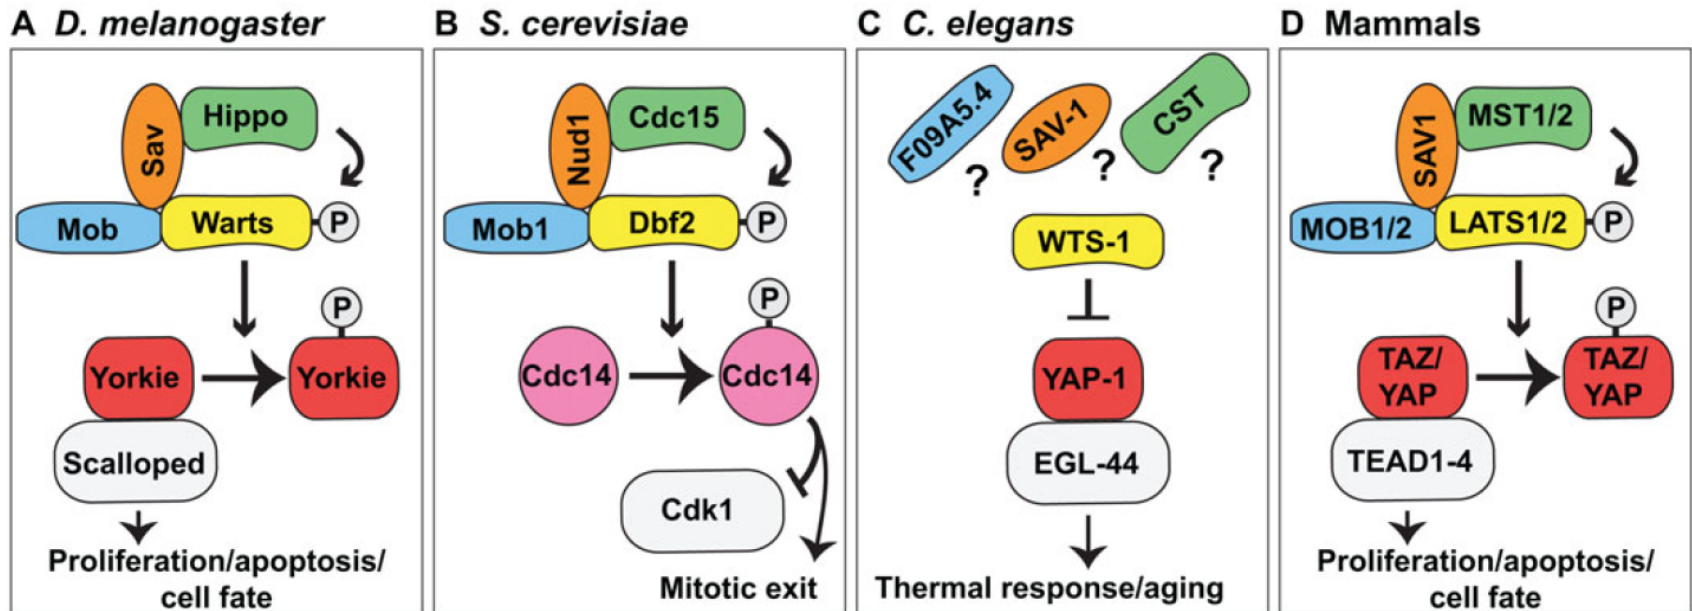 A D. melanogaster
Sav
Hippo
Mob
Warts
P
P
Yorkie
Yorkie
Scalloped
Proliferation/apoptosis/
cell fate
B S. cerevisiae
Nud1
Cdc15
Mob1
Dbf2
P
P
Cdc14
Cdc14
Cdk1
Mitotic exit
C C. elegans
F09A5.4
?
SAV-1
?
CST
?
WTS-1
YAP-1
EGL-44
Thermal response/aging
D Mammals
SAV1
MST1/2
MOB1/2
LATS1/2
P
P
TAZ/
YAP
TAZ/
YAP
TEAD1-4
Proliferation/apoptosis/
cell fate